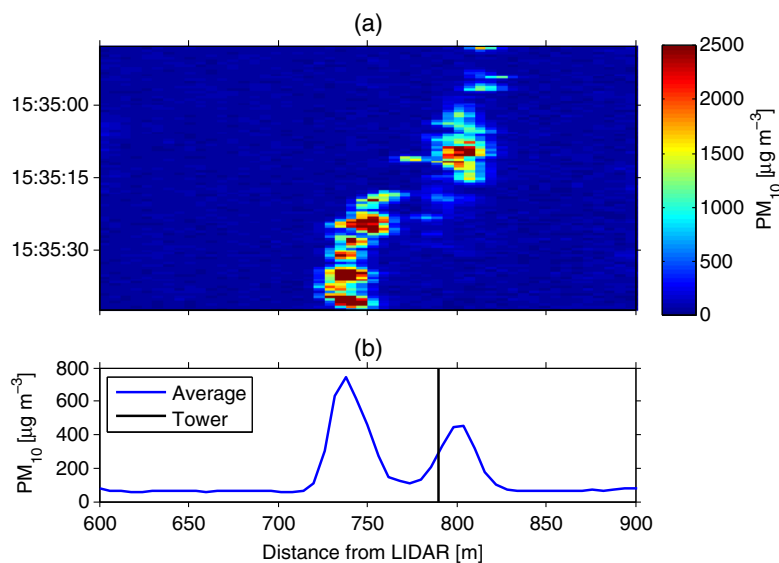 (a)
15:35:00
15:35:15
15:35:30
2500
2000
1500
1000
500
0
PM10 [µg m−3]
(b)
800
600
400
200
0
PM10 [µg m−3]
Average
Tower
600 650 700 750 800 850 900
Distance from LIDAR [m]